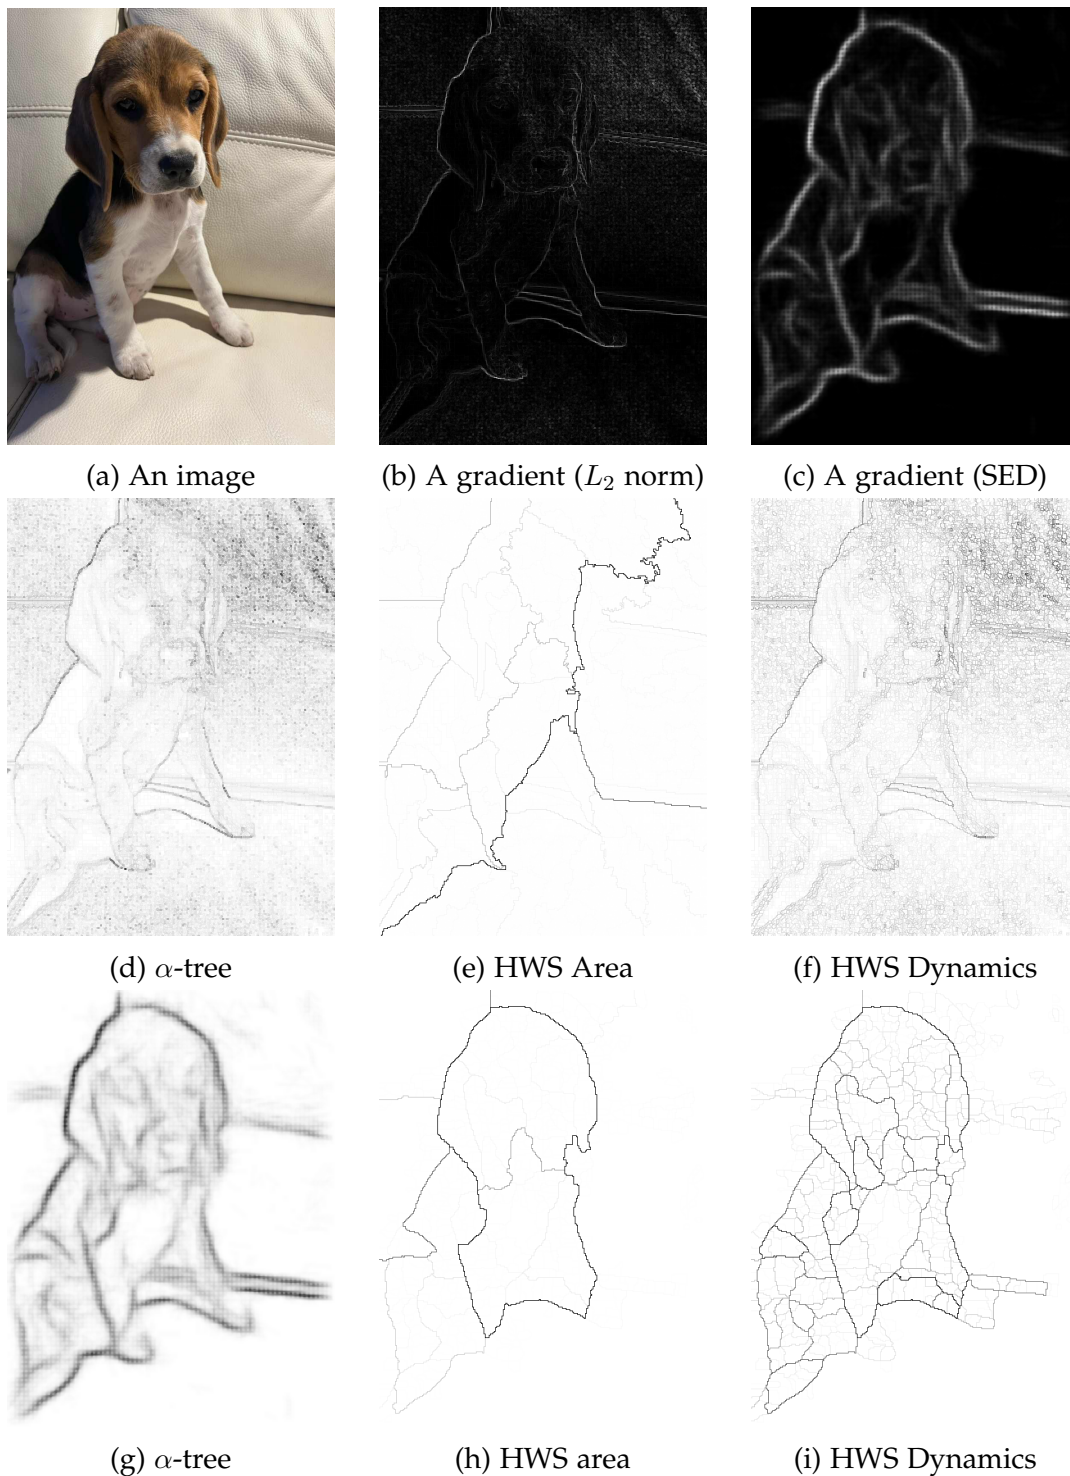 (a) An image
(b) A gradient (L₂ norm)
(c) A gradient (SED)
(d) α-tree
(e) HWS Area
(f) HWS Dynamics
(g) α-tree
(h) HWS area
(i) HWS Dynamics